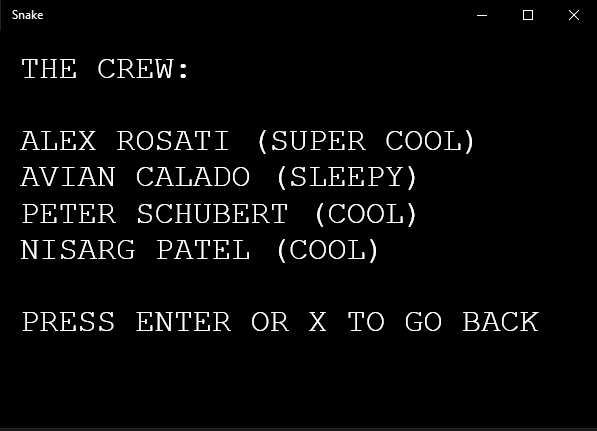 Snake
THE CREW:
ALEX ROSATI (SUPER COOL)
AVIAN CALADO (SLEEPY)
PETER SCHUBERT (COOL)
NISARG PATEL (COOL)
PRESS ENTER OR X TO GO BACK